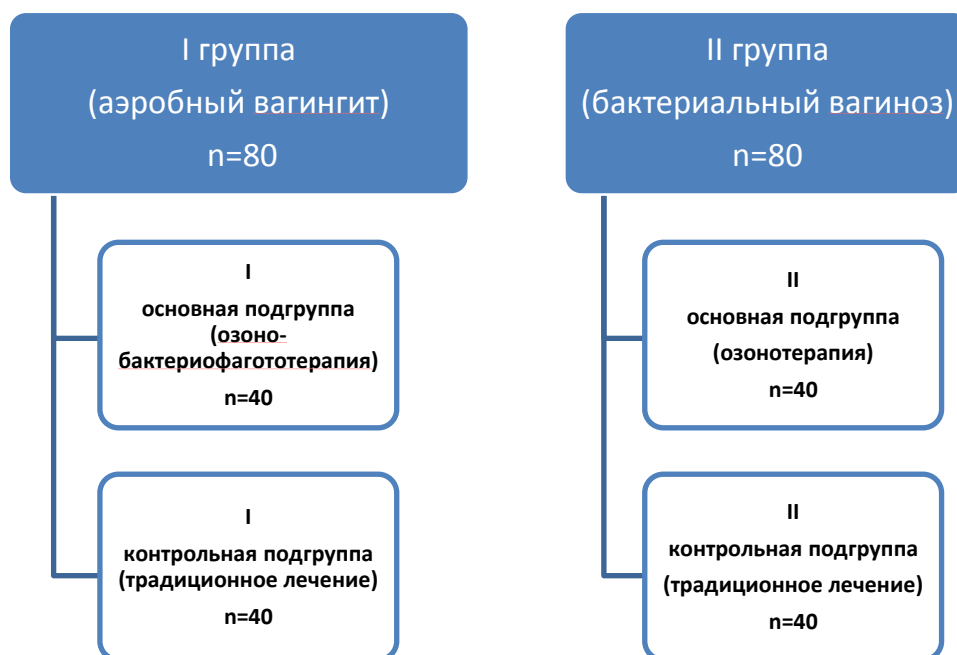 I группа
(аэробный вагингит)
n=80
I
основная подгруппа
(озоно-
бактериофагототерапия)
n=40
I
контрольная подгруппа
(традиционное лечение)
n=40
II группа
(бактериальный вагиноз)
n=80
II
основная подгруппа
(озонотерапия)
n=40
II
контрольная подгруппа
(традиционное лечение)
n=40